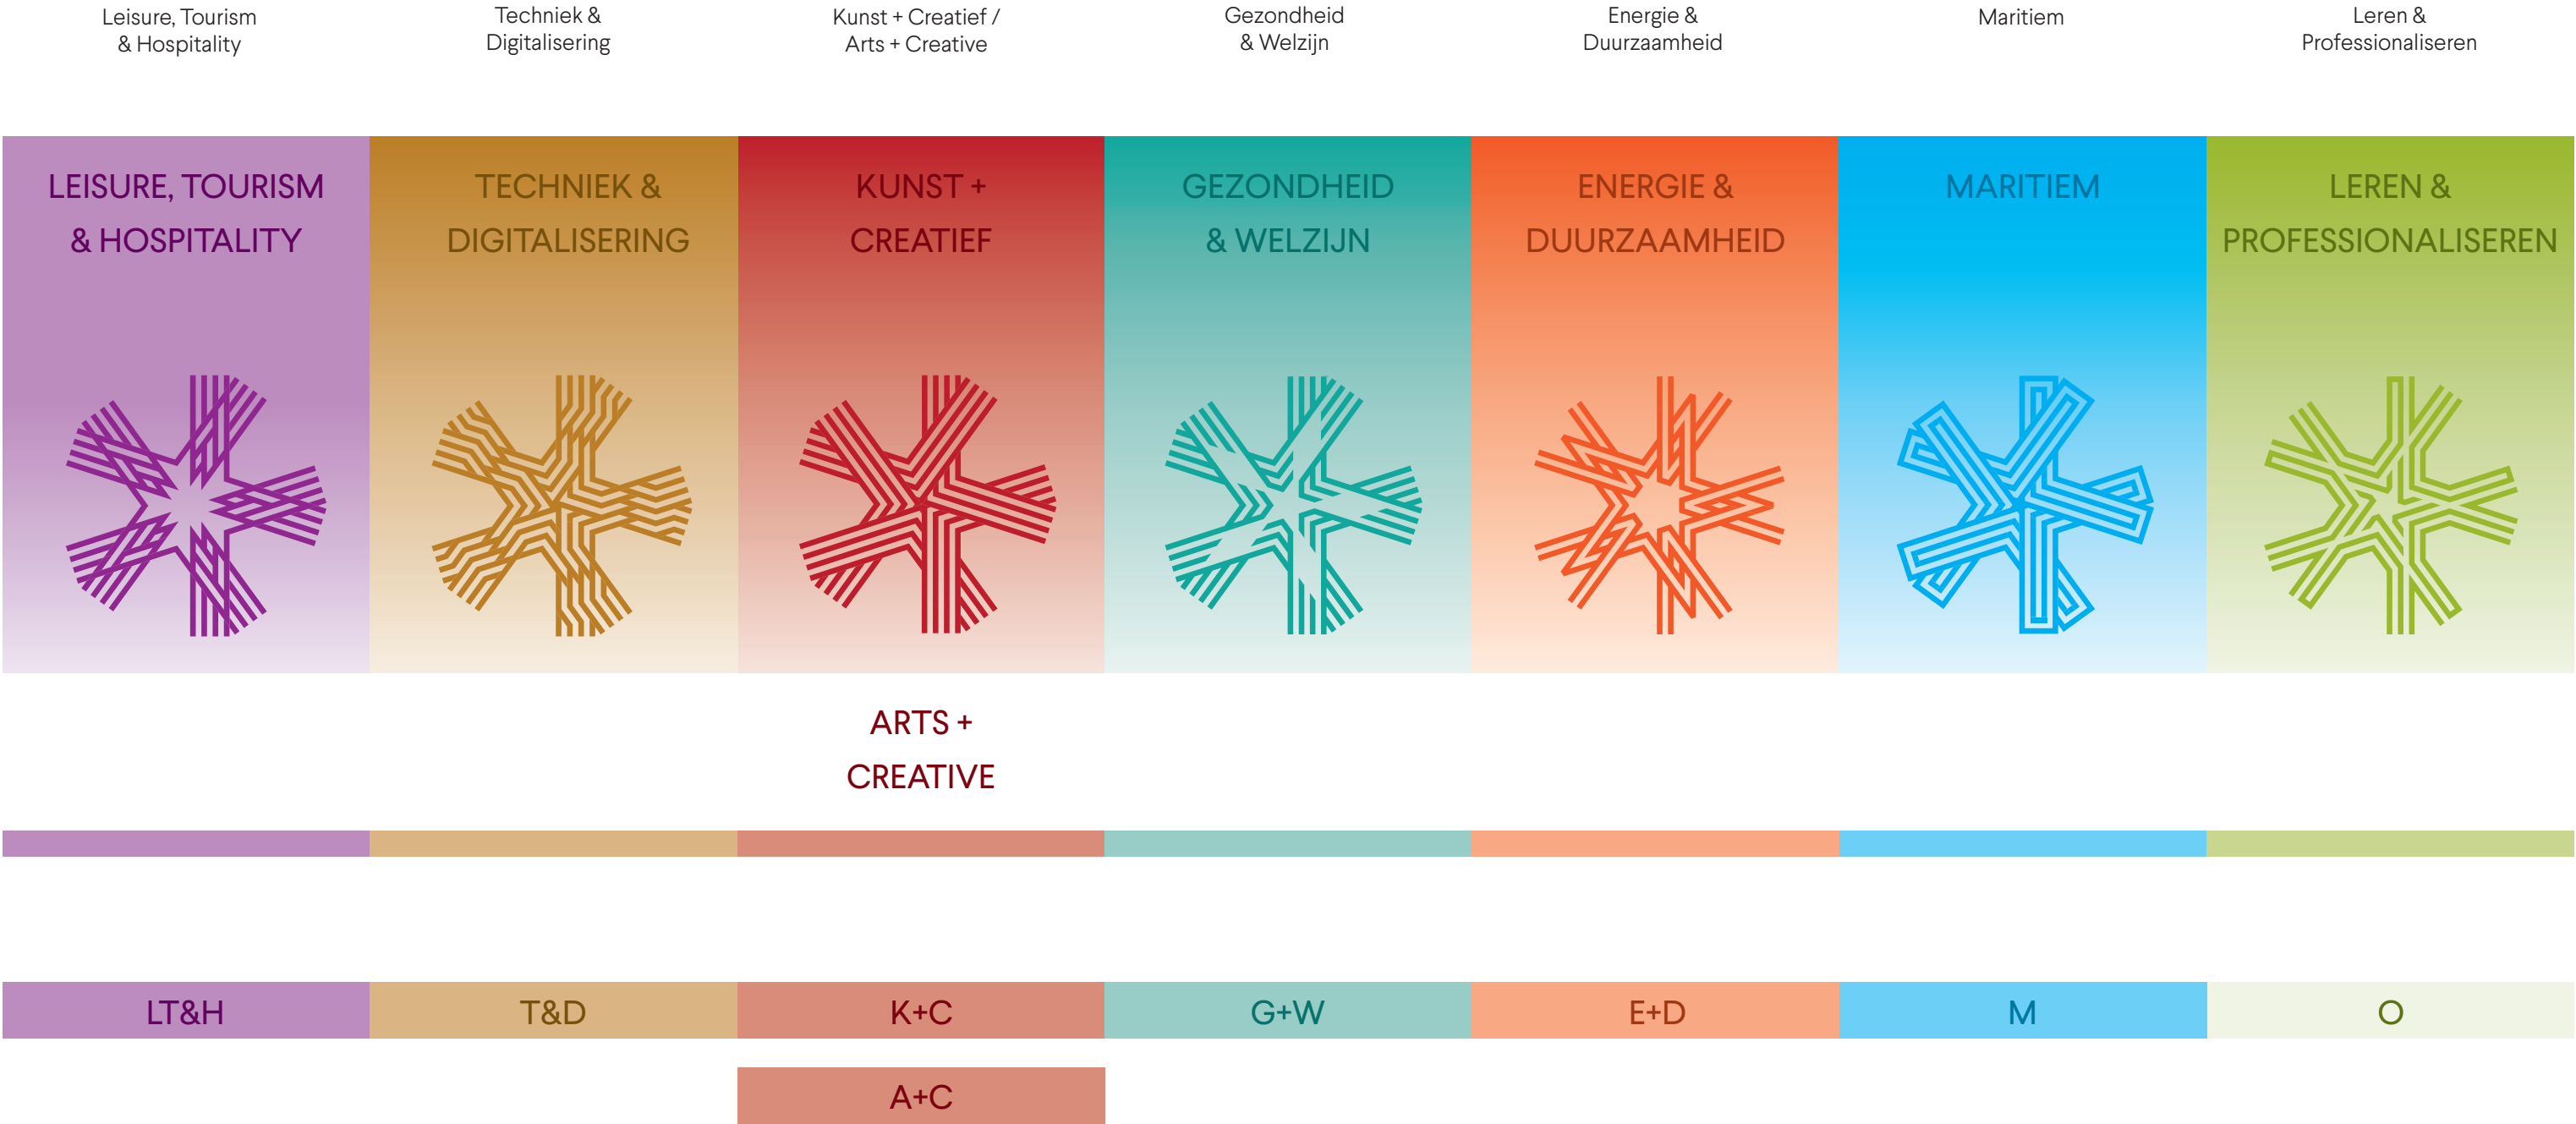 Leisure, Tourism
& Hospitality
Techniek &
Digitalisering
Kunst + Creatief /
Arts + Creative
Gezondheid
& Welzijn
Energie &
Duurzaamheid
Maritiem
Leren &
Professionaliseren
LEISURE, TOURISM
& HOSPITALITY
TECHNIEK &
DIGITALISERING
KUNST +
CREATIEF
GEZONDHEID
& WELZIJN
ENERGIE &
DUURZAAMHEID
MARITIEM
LEREN &
PROFESSIONALISEREN
ARTS +
CREATIVE
LT&H
T&D
K+C
G+W
E+D
M
O
A+C